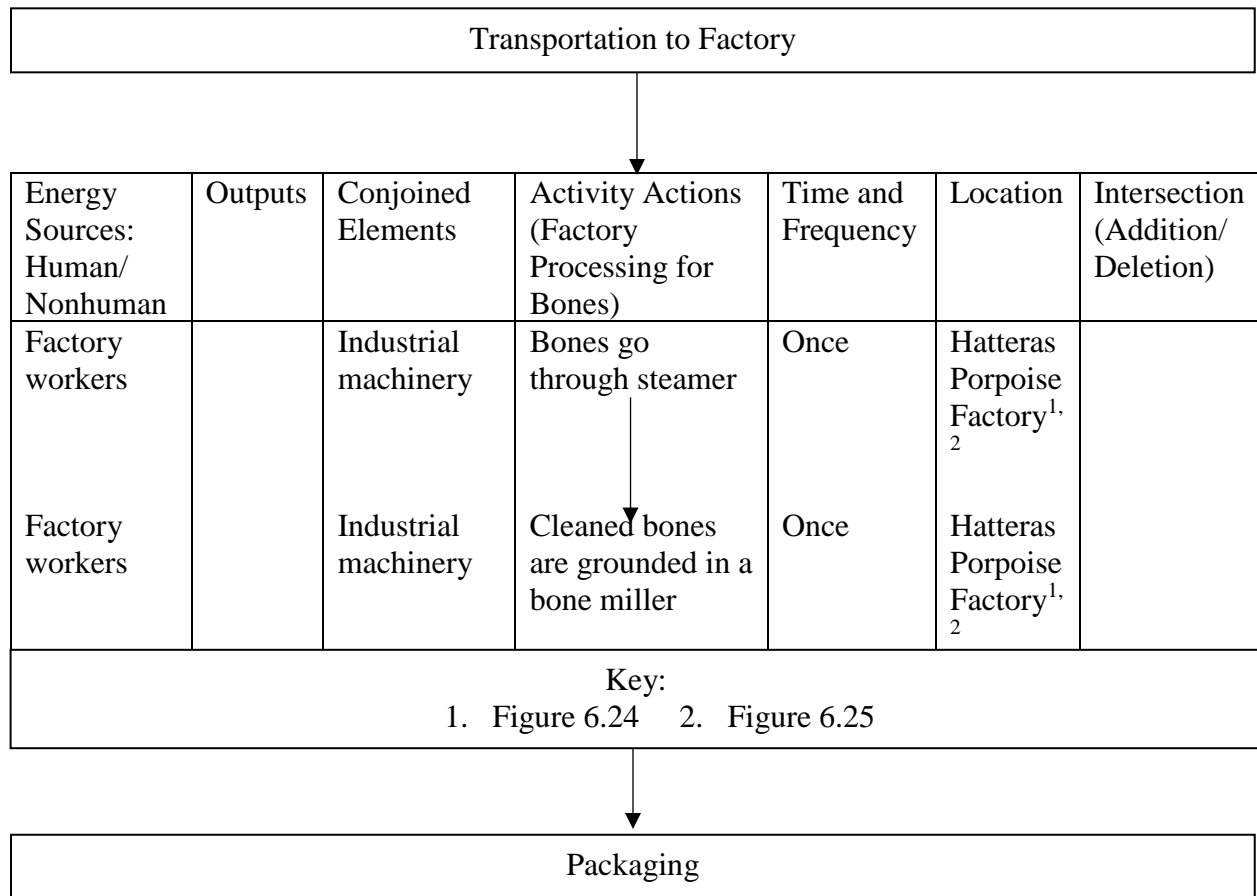 Transportation to Factory
Energy
Sources:
Human/
Nonhuman
Outputs
Conjoined
Elements
Activity Actions
(Factory
Processing for
Bones)
Time and
Frequency
Location
Intersection
(Addition/
Deletion)
Factory
workers
Industrial
machinery
Bones go
through steamer
Once
Hatteras
Porpoise
Factory1,
2
Factory
workers
Industrial
machinery
Cleaned bones
are grounded in a
bone miller
Once
Hatteras
Porpoise
Factory1,
2
Key:
1. Figure 6.24 2. Figure 6.25
Packaging